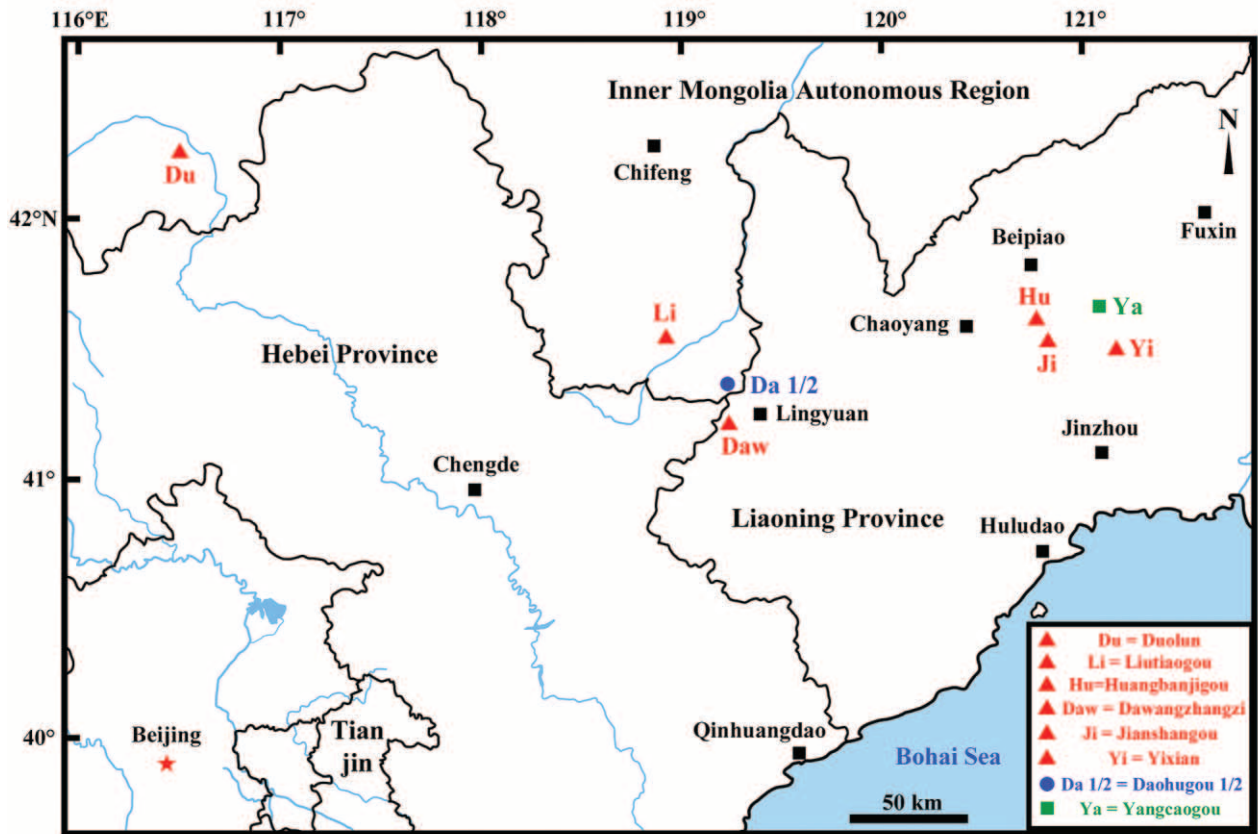 116°E 117° 118° 119° 120° 121°
Inner Mongolia Autonomous Region
N
Chifeng
Du
42°N
Fuxin
Beipiao
Hu
Ya
Li
Chaoyang
Hebei Province
Ji
Yi
Da 1/2
Lingyuan
Daw
Jinzhou
Chengde
41°
Liaoning Province
Huludao
Du = Duolun
Li = Liutiaogou
Hu=Huangbanjigou
Daw = Dawangzhangzi
Ji = Jianshangou
Yi = Yixian
Da 1/2 = Daohugou 1/2
Ya = Yangcaogou
40°
Beijing
Tian
jin
Qinhuangdao
Bohai Sea
50 km